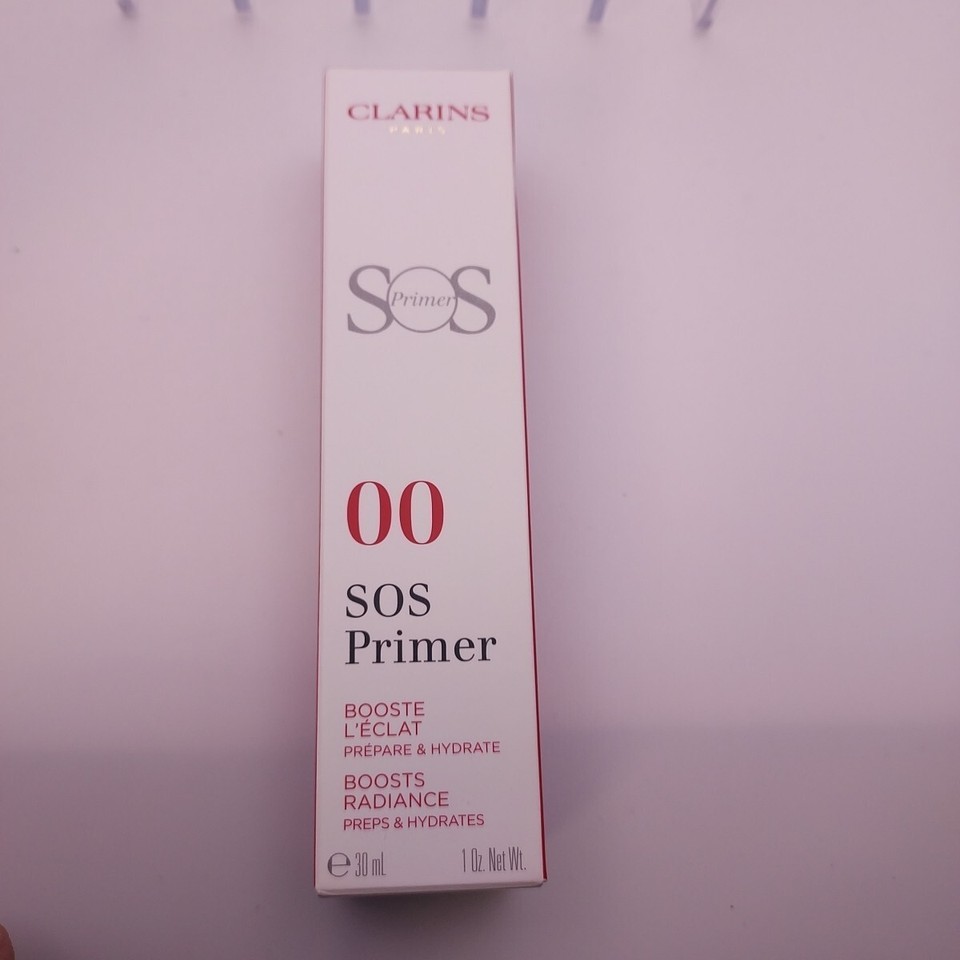 CLARINS
PARIS
SOS
Primer
00
SOS
Primer
BOOSTE
L'ÉCLAT
PRÉPARE & HYDRATE
BOOSTS
RADIANCE
PREPS & HYDRATES
℮ 30 mL 1 Oz. Net Wt.